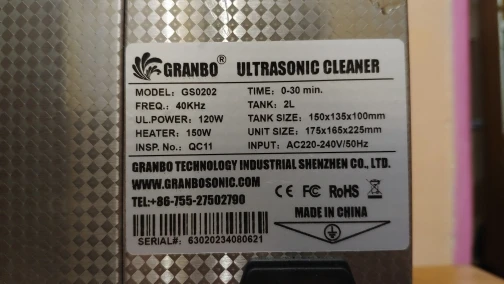 GRANBO® ULTRASONIC CLEANER
MODEL: GS0202 TIME: 0-30 min.
FREQ.: 40KHz TANK: 2L
UL.POWER: 120W TANK SIZE: 150x135x100mm
HEATER: 150W UNIT SIZE: 175x165x225mm
INSP. No.: QC11 INPUT: AC220-240V/50Hz
GRANBO TECHNOLOGY INDUSTRIAL SHENZHEN CO., LTD.
WWW.GRANBOSONIC.COM
TEL:+86-755-27502790
CE FC RoHS
MADE IN CHINA
SERIAL#: 63020234080621